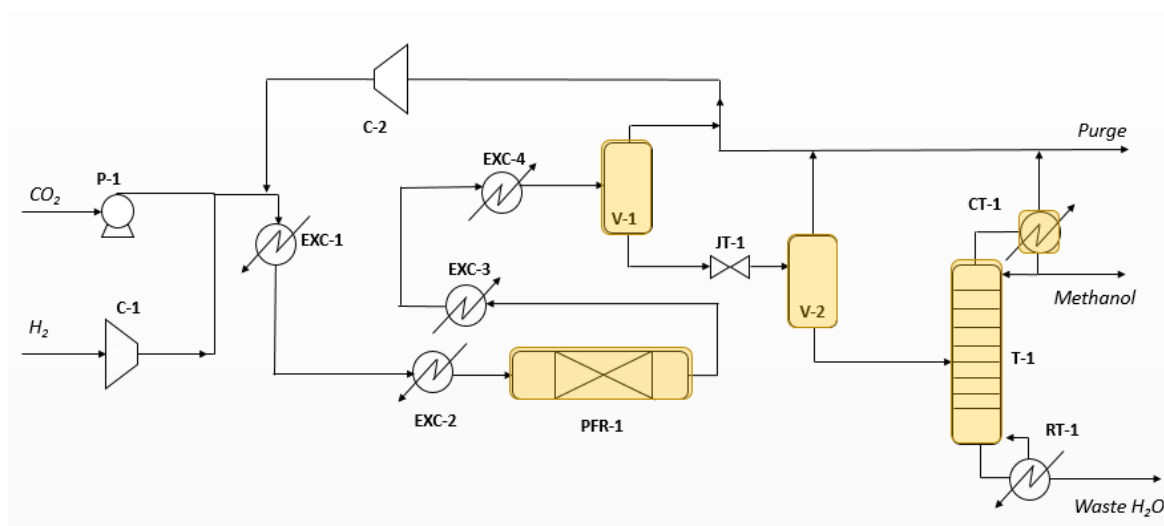 C-2
Purge
EXC-4
CO₂
P-1
CT-1
V-1
EXC-1
JT-1
EXC-3
Methanol
H₂
C-1
V-2
T-1
EXC-2
PFR-1
RT-1
Waste H₂O